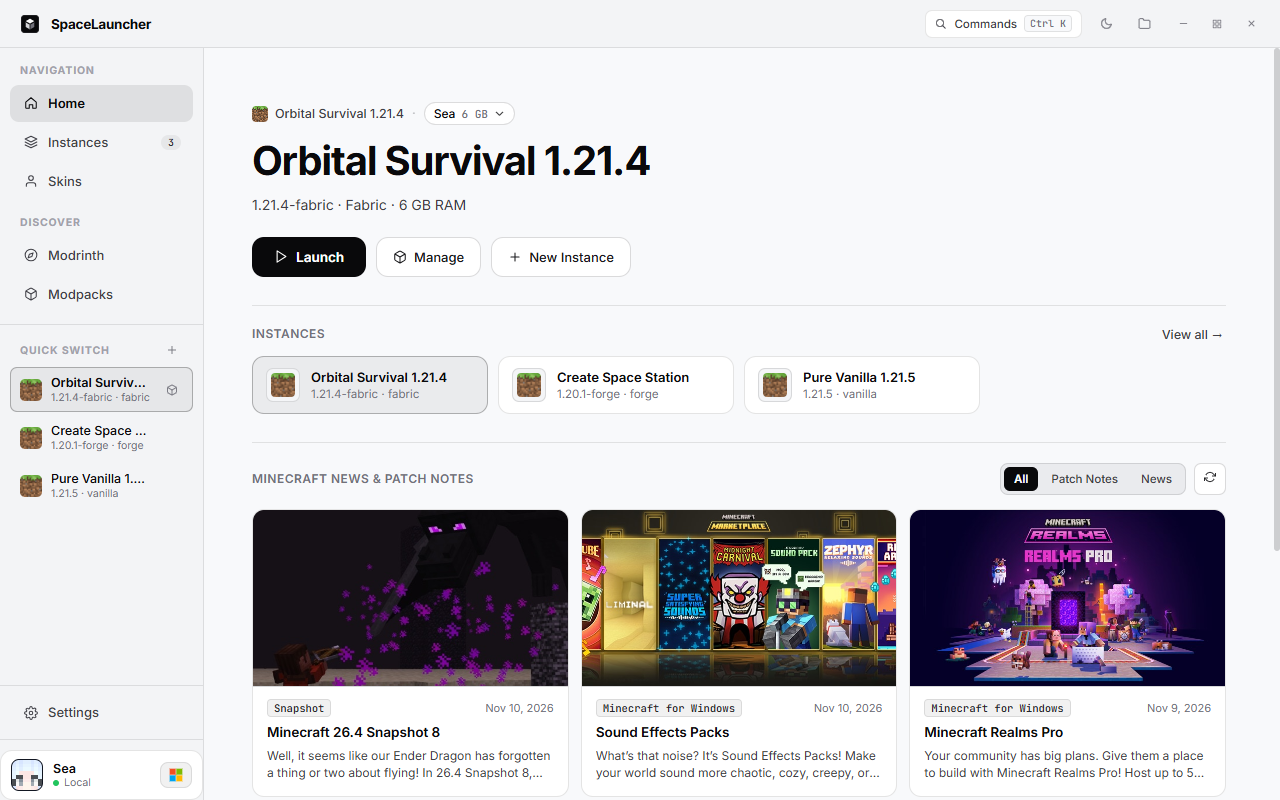 SpaceLauncher
Commands Ctrl K
NAVIGATION
Home
Instances 3
Skins
DISCOVER
Modrinth
Modpacks
QUICK SWITCH
Orbital Surviv...
1.21.4-fabric · fabric
Create Space ...
1.20.1-forge · forge
Pure Vanilla 1....
1.21.5 · vanilla
Settings
Sea
Local
Orbital Survival 1.21.4 · Sea 6 GB
Orbital Survival 1.21.4
1.21.4-fabric · Fabric · 6 GB RAM
Launch
Manage
New Instance
INSTANCES
View all →
Orbital Survival 1.21.4
1.21.4-fabric · fabric
Create Space Station
1.20.1-forge · forge
Pure Vanilla 1.21.5
1.21.5 · vanilla
MINECRAFT NEWS & PATCH NOTES
All Patch Notes News
Snapshot Nov 10, 2026
Minecraft 26.4 Snapshot 8
Well, it seems like our Ender Dragon has forgotten
a thing or two about flying! In 26.4 Snapshot 8,...
MINECRAFT
MARKETPLACE
LIMINAL
SUPER
SATISFYING
SOUNDS
MIDNIGHT
CARNIVAL
SOUND PACK
ZEPHYR
RELAXING SOUNDS
Minecraft for Windows Nov 10, 2026
Sound Effects Packs
What's that noise? It's Sound Effects Packs! Make
your world sound more chaotic, cozy, creepy, or...
MINECRAFT
REALMS
REALMS PRO
Minecraft for Windows Nov 9, 2026
Minecraft Realms Pro
Your community has big plans. Give them a place
to build with Minecraft Realms Pro! Host up to 5...